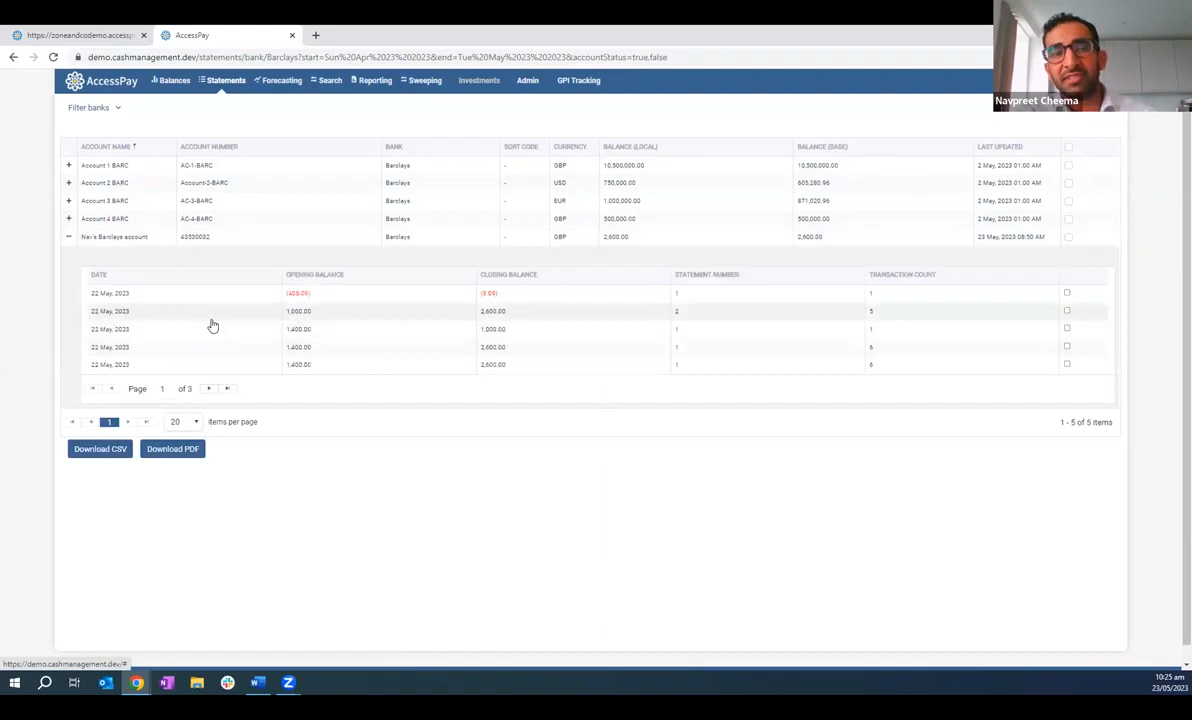 https://zoneandcodemo.accessp
AccessPay
demo.cashmanagement.dev/statements/bank/Barclays?start=Sun%20Apr%2023%202023&end=Tue%20May%2023%202023&accountStatus=true,false
Navpreet Cheema
AccessPay Balances Statements Forecasting Search Reporting Sweeping Investments Admin GPI Tracking
Filter banks
ACCOUNT NAME ACCOUNT NUMBER BANK SORT CODE CURRENCY BALANCE (LOCAL) BALANCE (BASE) LAST UPDATED
+ Account 1 BARC AC-1-BARC Barclays - GBP 10,500,000.00 10,500,000.00 2 May, 2023 01:00 AM
+ Account 2 BARC Account-2-BARC Barclays - USD 750,000.00 605,280.96 2 May, 2023 01:00 AM
+ Account 3 BARC AC-3-BARC Barclays - EUR 1,000,000.00 871,020.96 2 May, 2023 01:00 AM
+ Account 4 BARC AC-4-BARC Barclays - GBP 500,000.00 500,000.00 2 May, 2023 01:00 AM
- Nav's Barclays account 43530032 Barclays - GBP 2,600.00 2,600.00 23 May, 2023 08:50 AM
DATE OPENING BALANCE CLOSING BALANCE STATEMENT NUMBER TRANSACTION COUNT
22 May, 2023 (409.09) (6.09) 1 1
22 May, 2023 1,000.00 2,600.00 2 5
22 May, 2023 1,400.00 1,000.00 1 1
22 May, 2023 1,400.00 2,600.00 1 6
22 May, 2023 1,400.00 2,600.00 1 6
Page 1 of 3
1 20 items per page 1 - 5 of 5 items
Download CSV Download PDF
https://demo.cashmanagement.dev/#
10:25 am
23/05/2023